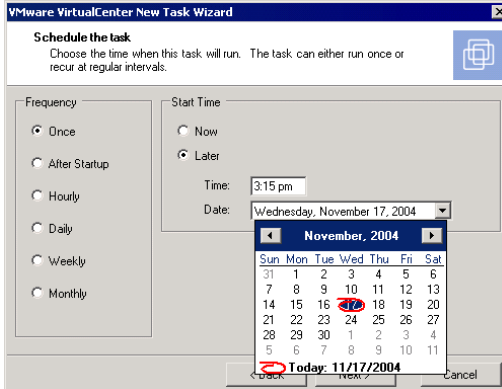 VMware VirtualCenter New Task Wizard
Schedule the task
Choose the time when this task will run. The task can either run once or
recur at regular intervals.
Frequency
Once
After Startup
Hourly
Daily
Weekly
Monthly
Start Time
Now
Later
Time: 3:15 pm
Date: Wednesday, November 17, 2004
November, 2004
Sun Mon Tue Wed Thu Fri Sat
31 1 2 3 4 5 6
7 8 9 10 11 12 13
14 15 16 17 18 19 20
21 22 23 24 25 26 27
28 29 30 1 2 3 4
5 6 7 8 9 10 11
Today: 11/17/2004
< Back Next > Cancel